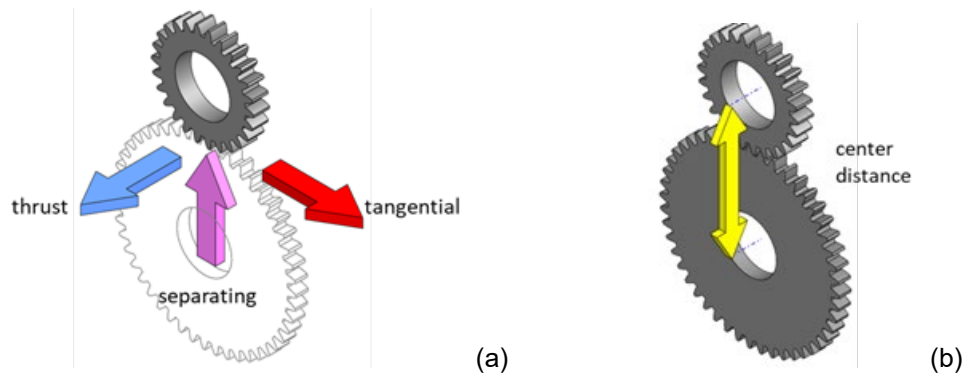 thrust
tangential
separating
(a)
center
distance
(b)